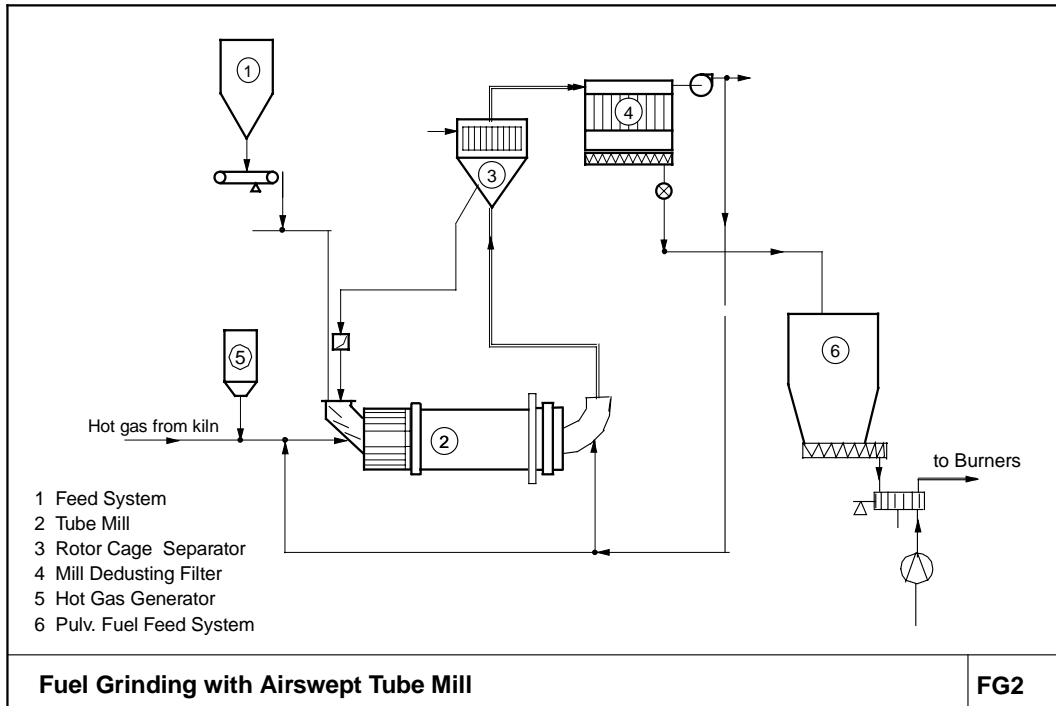 1
4
3
5
6
Hot gas from kiln
2
to Burners
1 Feed System
2 Tube Mill
3 Rotor Cage Separator
4 Mill Dedusting Filter
5 Hot Gas Generator
6 Pulv. Fuel Feed System
Fuel Grinding with Airswept Tube Mill
FG2